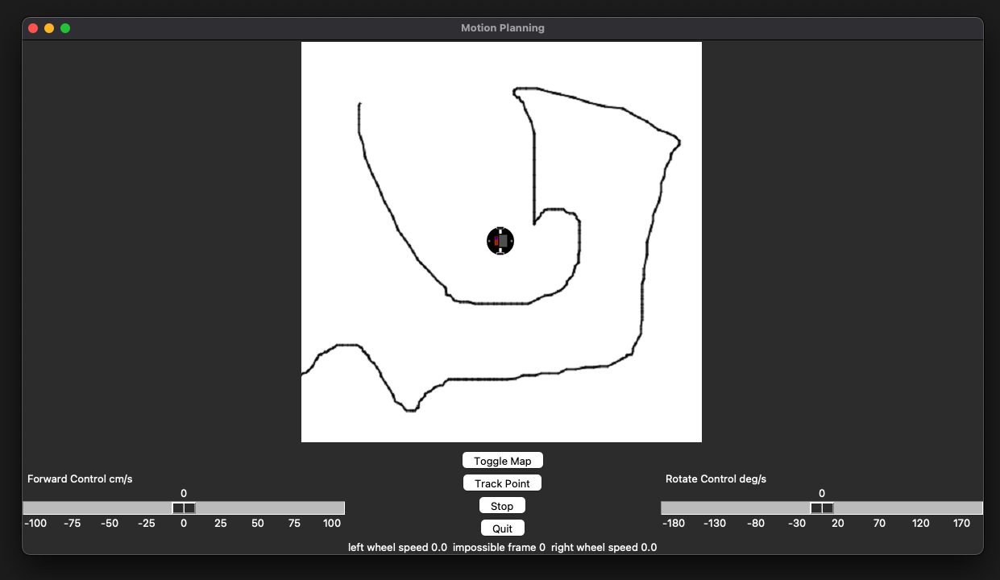 Motion Planning
Toggle Map
Forward Control cm/s
Rotate Control deg/s
Track Point
0
0
Stop
-100 -75 -50 -25 0 25 50 75 100
-180 -130 -80 -30 20 70 120 170
Quit
left wheel speed 0.0 impossible frame 0 right wheel speed 0.0